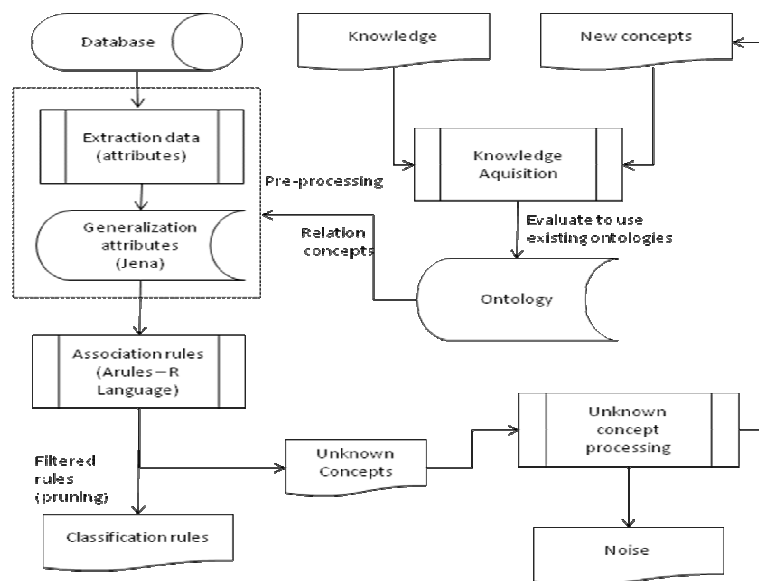 Database
Knowledge
New concepts
Extraction data
(attributes)
Knowledge
Aquisition
Pre-processing
Generalization
attributes
(Jena)
Relation
concepts
Evaluate to use
existing ontologies
Ontology
Association rules
(Arules–R
Language)
Unknown
concept
processing
Filtered
rules
(pruning)
Unknown
Concepts
Classification rules
Noise